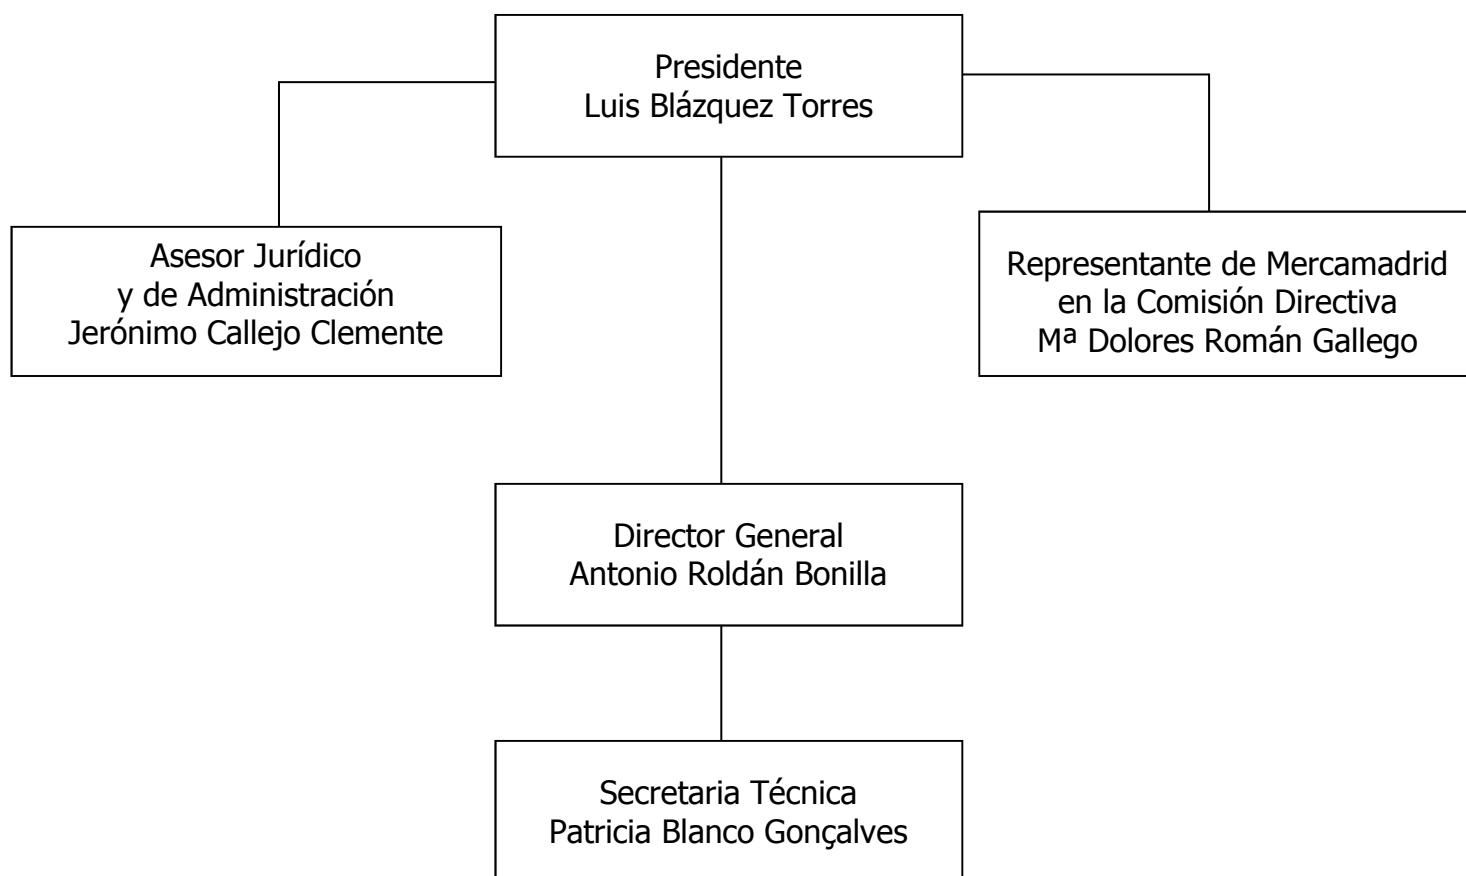 Presidente
Luis Blázquez Torres
Asesor Jurídico
y de Administración
Jerónimo Callejo Clemente
Representante de Mercamadrid
en la Comisión Directiva
Mª Dolores Román Gallego
Director General
Antonio Roldán Bonilla
Secretaria Técnica
Patricia Blanco Gonçalves